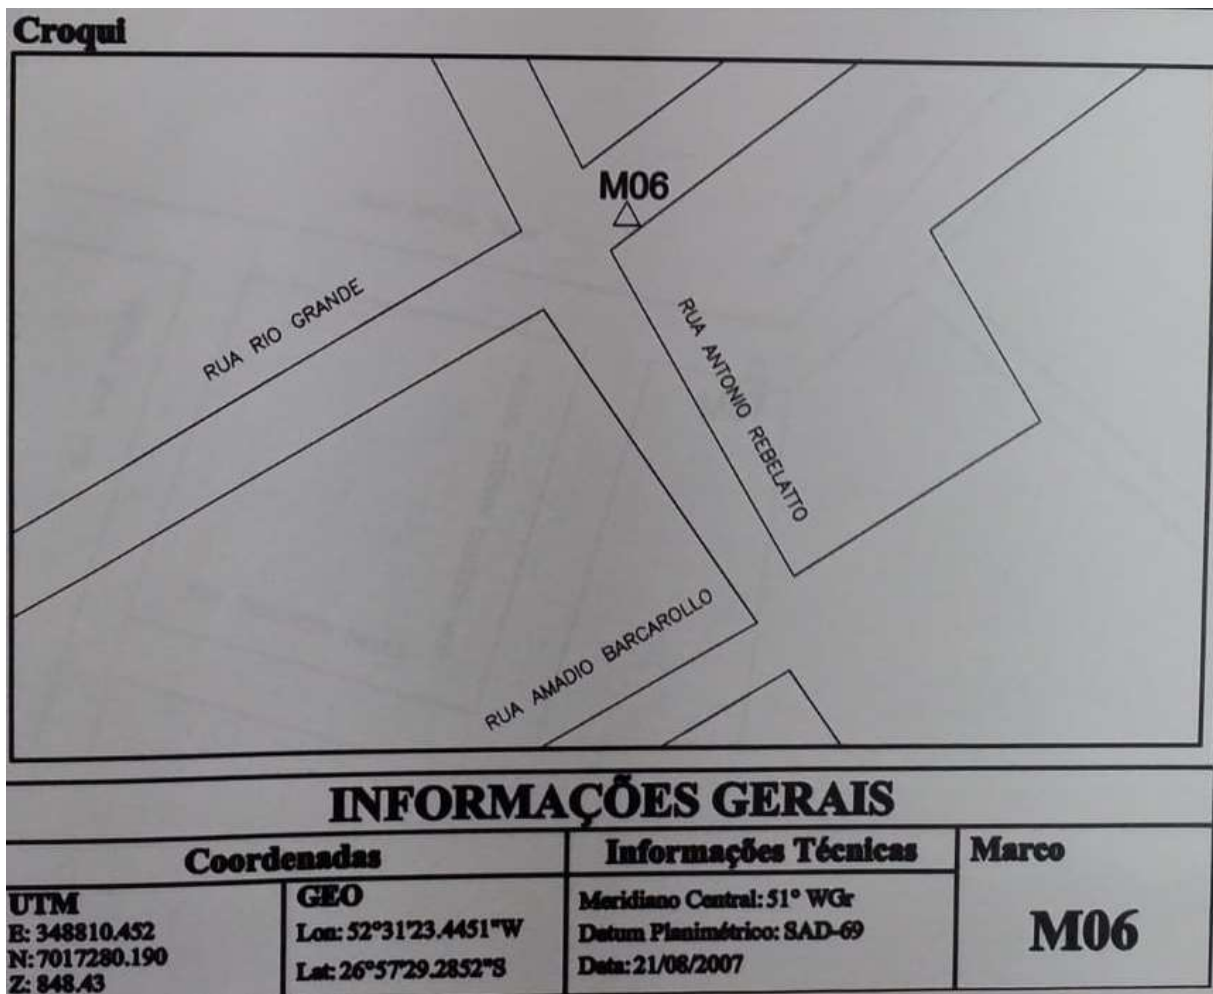 Croqui
M06
RUA RIO GRANDE
RUA ANTONIO REBELATTO
RUA AMADIO BARCAROLLO
INFORMAÇÕES GERAIS
Coordenadas
UTM
E: 348810.452
N: 7017280.190
Z: 848.43
GEO
Lon: 52°31'23.4451"W
Lat: 26°57'29.2852"S
Informações Técnicas
Meridiano Central: 51° WGr
Datum Planimétrico: SAD-69
Data: 21/08/2007
Marco
M06